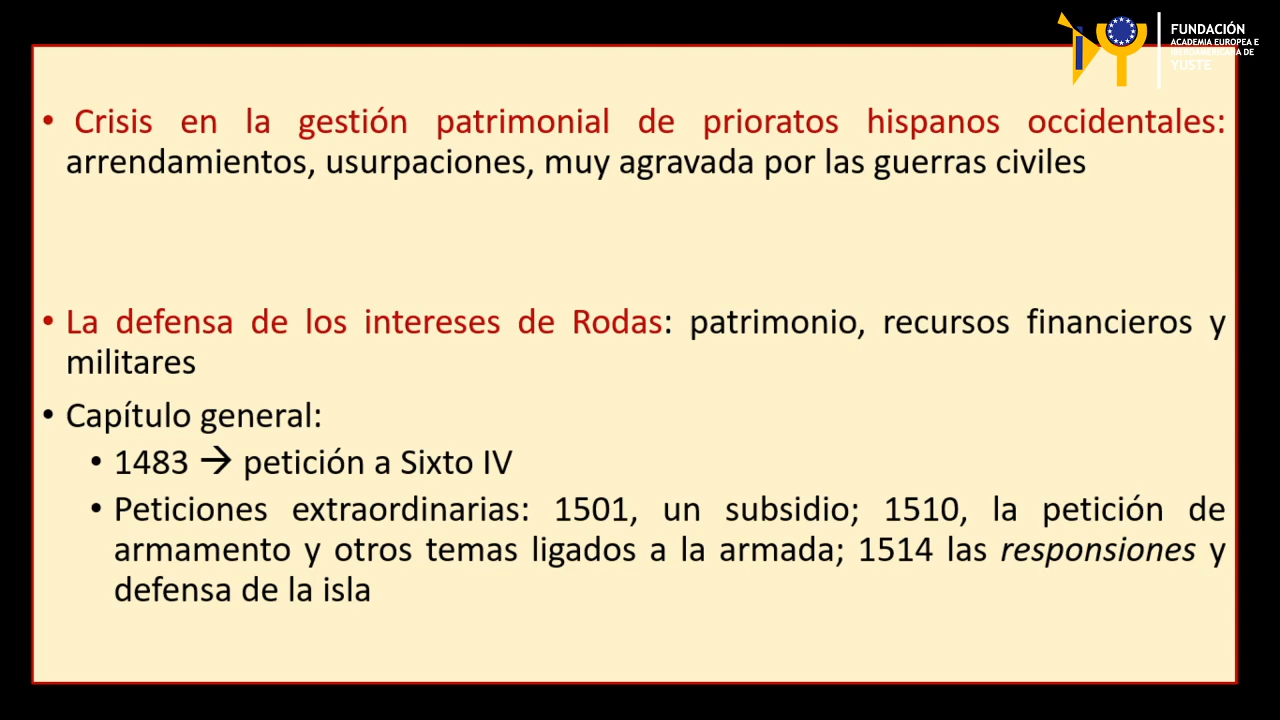 FUNDACIÓN
ACADEMIA EUROPEA E
IBEROAMERICANA DE
YUSTE
• Crisis en la gestión patrimonial de prioratos hispanos occidentales:
arrendamientos, usurpaciones, muy agravada por las guerras civiles
• La defensa de los intereses de Rodas: patrimonio, recursos financieros y
militares
• Capítulo general:
• 1483 → petición a Sixto IV
• Peticiones extraordinarias: 1501, un subsidio; 1510, la petición de
armamento y otros temas ligados a la armada; 1514 las responsiones y
defensa de la isla